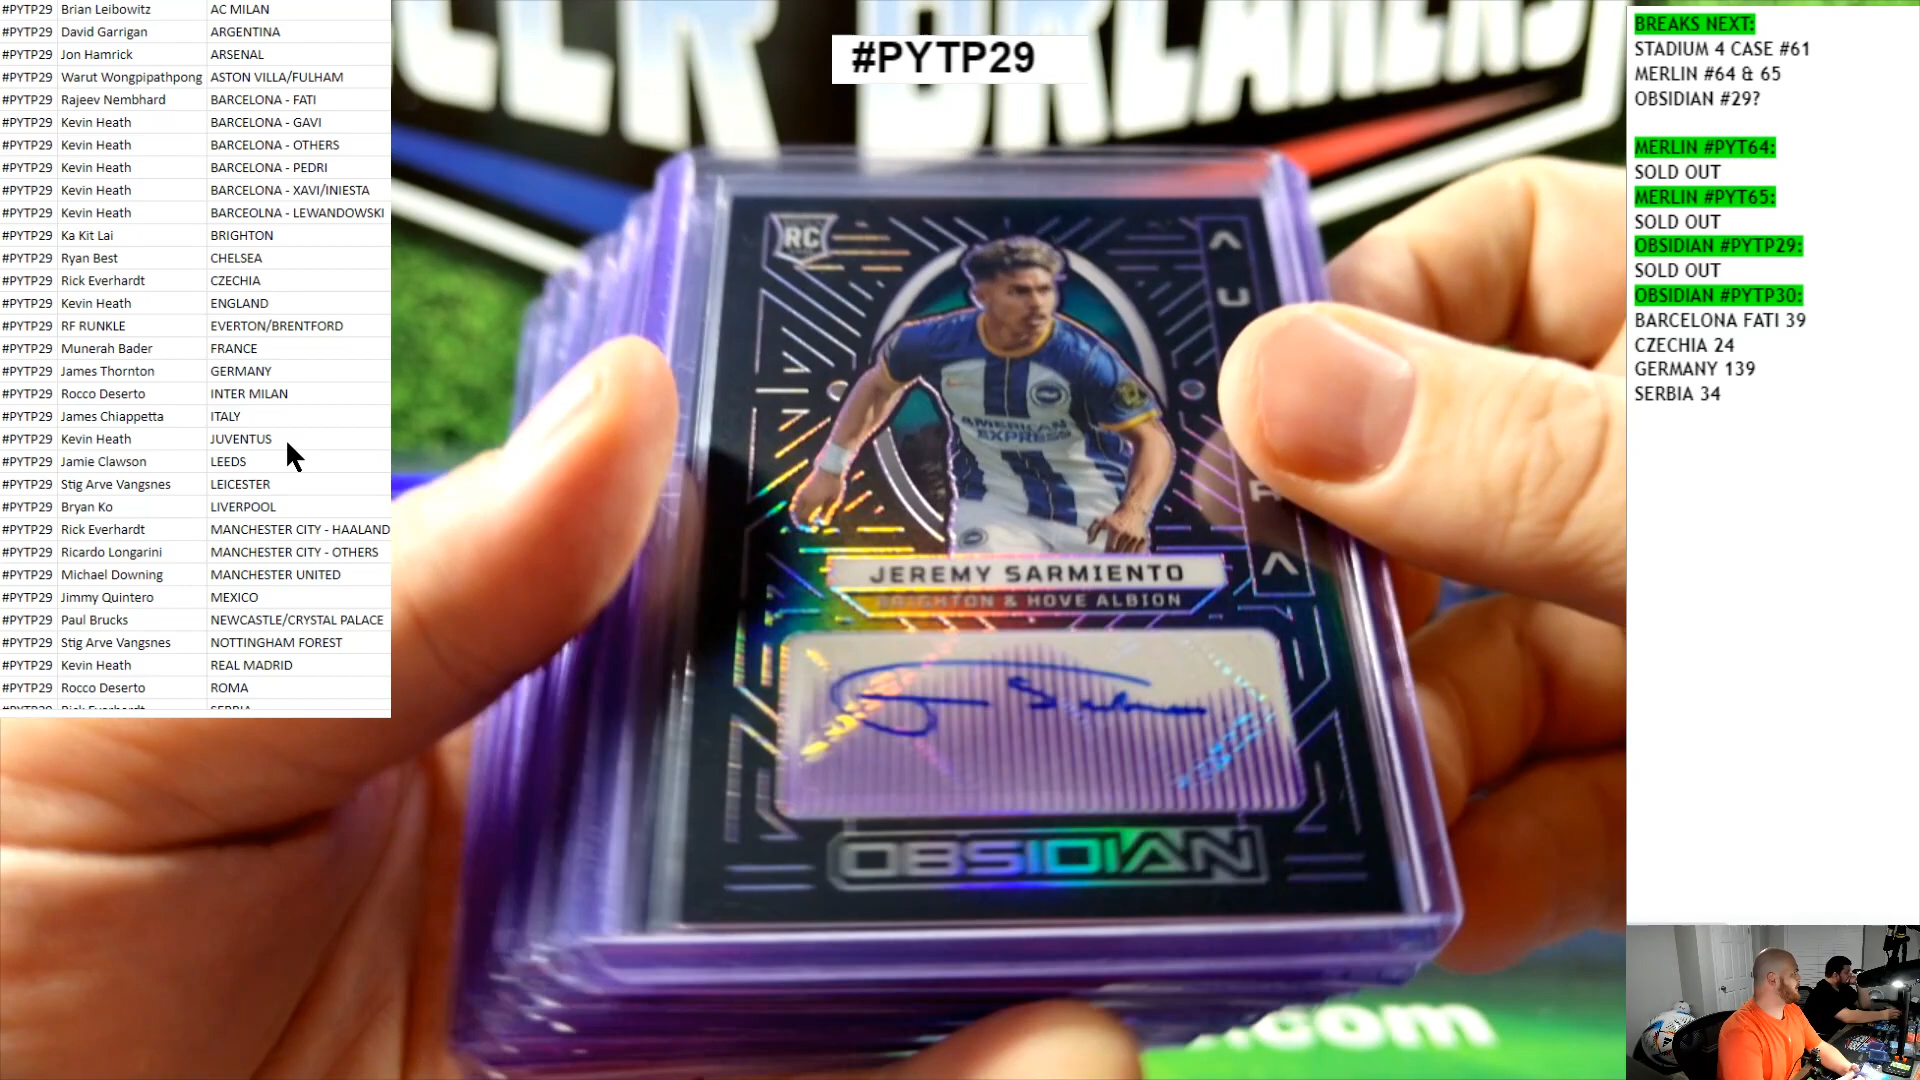 #PYTP29 Brian Leibowitz AC MILAN
#PYTP29 David Garrigan ARGENTINA
#PYTP29 Jon Hamrick ARSENAL
#PYTP29 Warut Wongpipathpong ASTON VILLA/FULHAM
#PYTP29 Rajeev Nembhard BARCELONA - FATI
#PYTP29 Kevin Heath BARCELONA - GAVI
#PYTP29 Kevin Heath BARCELONA - OTHERS
#PYTP29 Kevin Heath BARCELONA - PEDRI
#PYTP29 Kevin Heath BARCELONA - XAVI/INIESTA
#PYTP29 Kevin Heath BARCEOLNA - LEWANDOWSKI
#PYTP29 Ka Kit Lai BRIGHTON
#PYTP29 Ryan Best CHELSEA
#PYTP29 Rick Everhardt CZECHIA
#PYTP29 Kevin Heath ENGLAND
#PYTP29 RF RUNKLE EVERTON/BRENTFORD
#PYTP29 Munerah Bader FRANCE
#PYTP29 James Thornton GERMANY
#PYTP29 Rocco Deserto INTER MILAN
#PYTP29 James Chiappetta ITALY
#PYTP29 Kevin Heath JUVENTUS
#PYTP29 Jamie Clawson LEEDS
#PYTP29 Stig Arve Vangsnes LEICESTER
#PYTP29 Bryan Ko LIVERPOOL
#PYTP29 Rick Everhardt MANCHESTER CITY - HAALAND
#PYTP29 Ricardo Longarini MANCHESTER CITY - OTHERS
#PYTP29 Michael Downing MANCHESTER UNITED
#PYTP29 Jimmy Quintero MEXICO
#PYTP29 Paul Brucks NEWCASTLE/CRYSTAL PALACE
#PYTP29 Stig Arve Vangsnes NOTTINGHAM FOREST
#PYTP29 Kevin Heath REAL MADRID
#PYTP29 Rocco Deserto ROMA
#PYTP29
RC
AMERICAN
EXPRESS
JEREMY SARMIENTO
BRIGHTON & HOVE ALBION
OBSIDIAN
.com
BREAKS NEXT:
STADIUM 4 CASE #61
MERLIN #64 & 65
OBSIDIAN #29?
MERLIN #PYT64:
SOLD OUT
MERLIN #PYT65:
SOLD OUT
OBSIDIAN #PYTP29:
SOLD OUT
OBSIDIAN #PYTP30:
BARCELONA FATI 39
CZECHIA 24
GERMANY 139
SERBIA 34